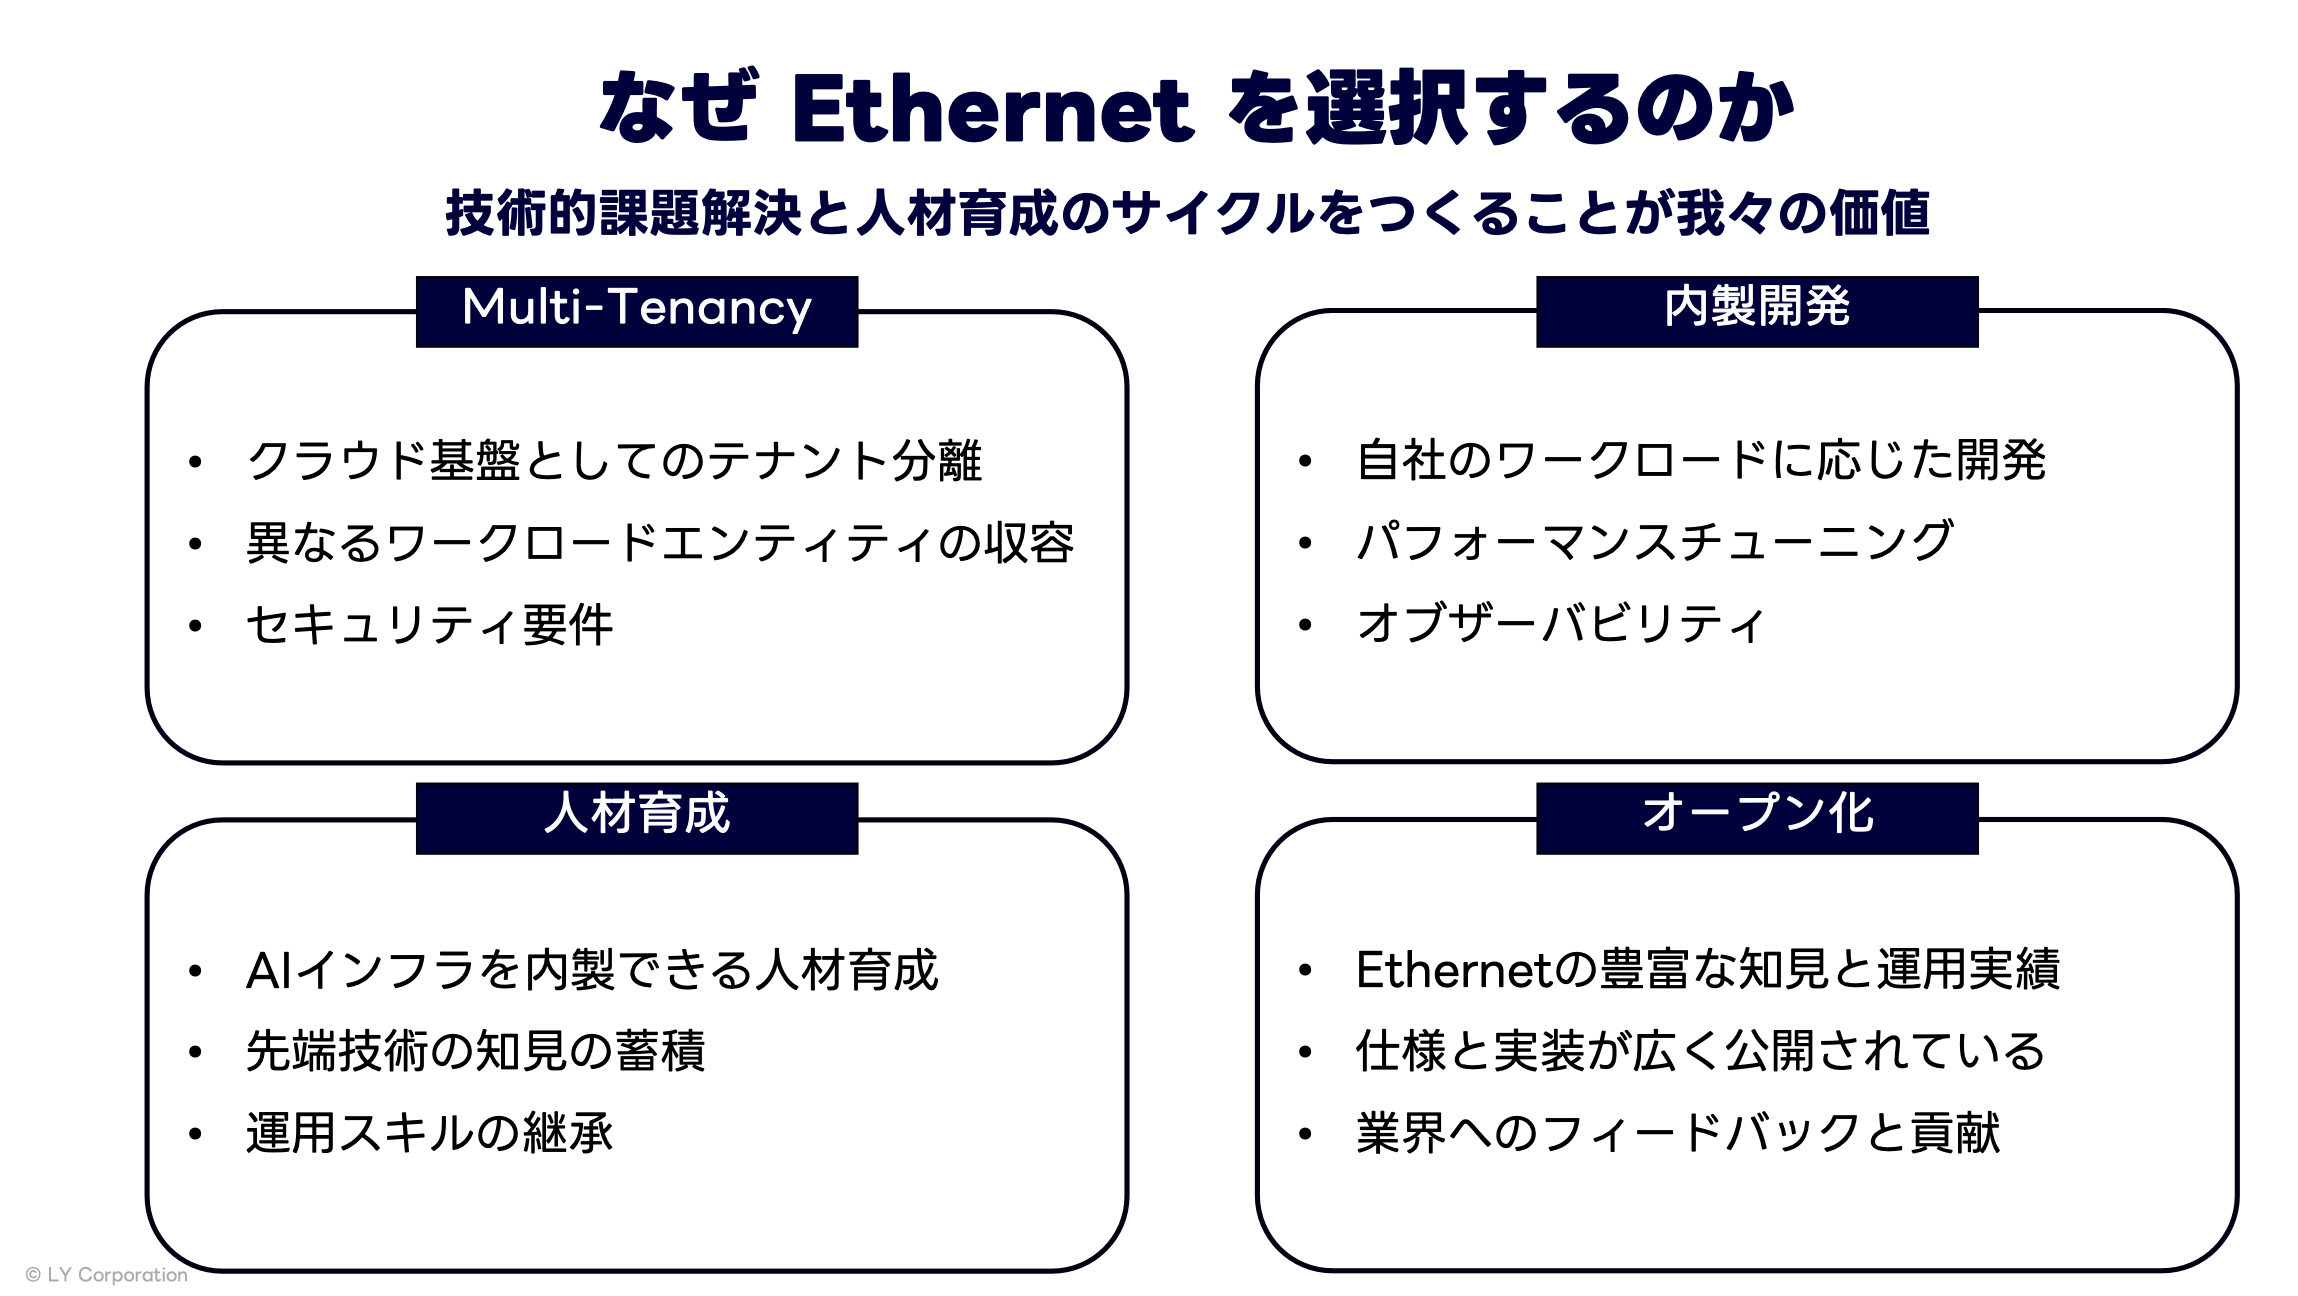 なぜ Ethernet を選択するのか
技術的課題解決と人材育成のサイクルをつくることが我々の価値
Multi-Tenancy
• クラウド基盤としてのテナント分離
• 異なるワークロードエンティティの収容
• セキュリティ要件
内製開発
• 自社のワークロードに応じた開発
• パフォーマンスチューニング
• オブザーバビリティ
人材育成
• AIインフラを内製できる人材育成
• 先端技術の知見の蓄積
• 運用スキルの継承
オープン化
• Ethernetの豊富な知見と運用実績
• 仕様と実装が広く公開されている
• 業界へのフィードバックと貢献
© LY Corporation